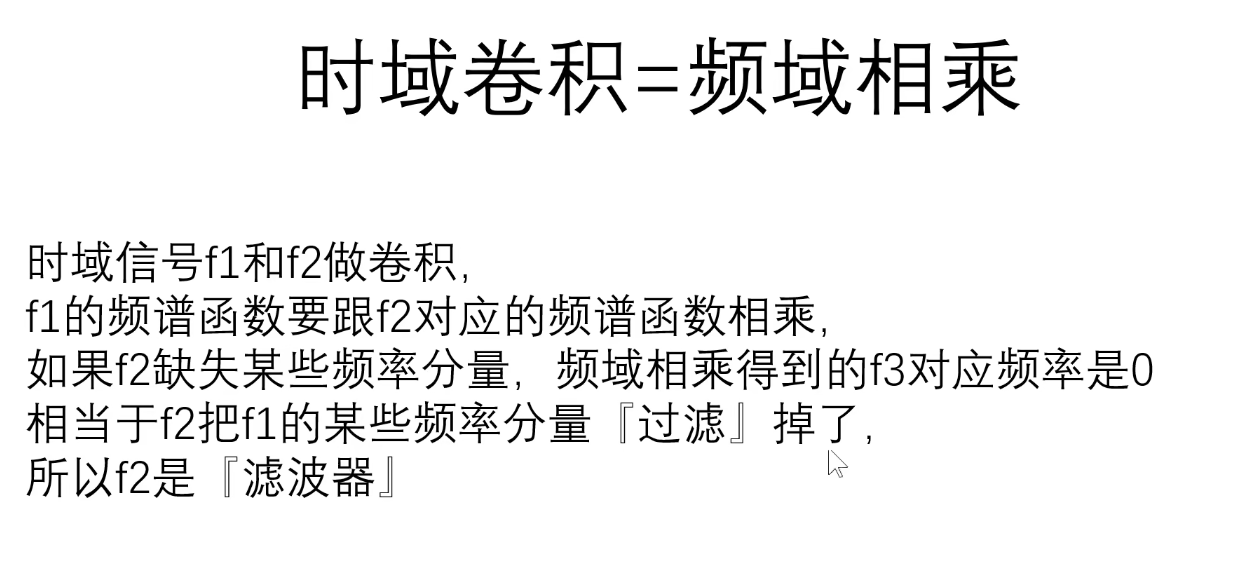 时域卷积=频域相乘
时域信号f1和f2做卷积,
f1的频谱函数要跟f2对应的频谱函数相乘,
如果f2缺失某些频率分量，频域相乘得到的f3对应频率是0
相当于f2把f1的某些频率分量『过滤』掉了,
所以f2是『滤波器』